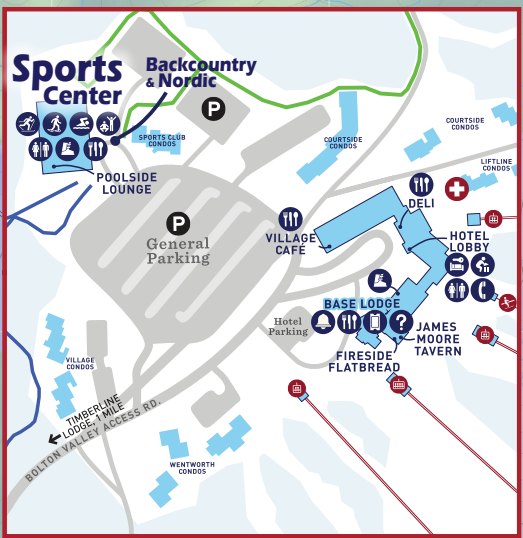 Sports
Center
Backcountry
& Nordic
P
SPORTS CLUB
CONDOS
COURTSIDE
CONDOS
COURTSIDE
CONDOS
LIFTLINE
CONDOS
POOLSIDE
LOUNGE
DELI
P
General
Parking
VILLAGE
CAFÉ
HOTEL
LOBBY
BASE LODGE
Hotel
Parking
?
JAMES
MOORE
TAVERN
FIRESIDE
FLATBREAD
VILLAGE
CONDOS
TIMBERLINE
LODGE, 1 MILE
BOLTON VALLEY ACCESS RD.
WENTWORTH
CONDOS